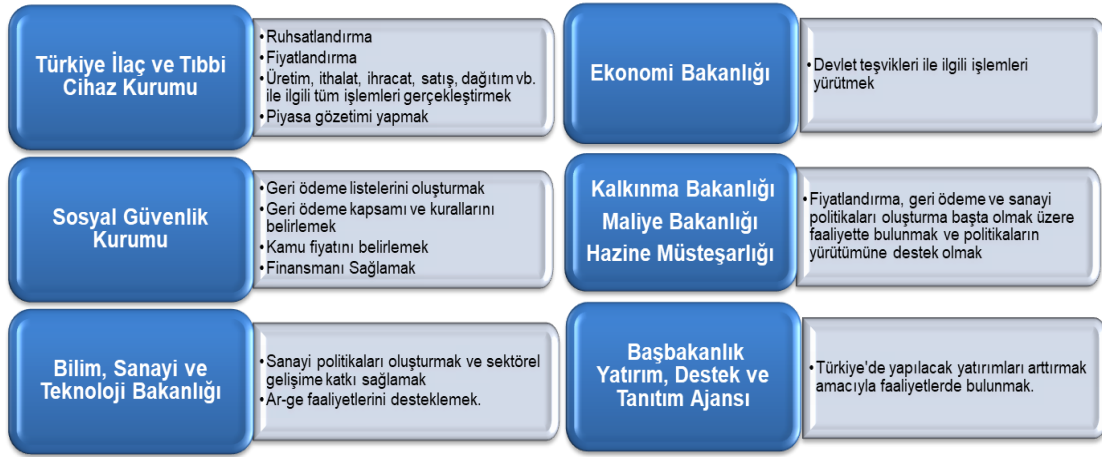 Türkiye İlaç ve Tıbbi
Cihaz Kurumu
•Ruhsatlandırma
•Fiyatlandırma
•Üretim, ithalat, ihracat, satış, dağıtım vb.
ile ilgili tüm işlemleri gerçekleştirmek
•Piyasa gözetimi yapmak
Ekonomi Bakanlığı
•Devlet teşvikleri ile ilgili işlemleri
yürütmek
Sosyal Güvenlik
Kurumu
•Geri ödeme listelerini oluşturmak
•Geri ödeme kapsamı ve kurallarını
belirlemek
•Kamu fiyatını belirlemek
•Finansmanı Sağlamak
Kalkınma Bakanlığı
Maliye Bakanlığı
Hazine Müsteşarlığı
•Fiyatlandırma, geri ödeme ve sanayi
politikaları oluşturma başta olmak üzere
faaliyette bulunmak ve politikaların
yürütümüne destek olmak
Bilim, Sanayi ve
Teknoloji Bakanlığı
•Sanayi politikaları oluşturmak ve sektörel
gelişime katkı sağlamak
•Ar-ge faaliyetlerini desteklemek.
Başbakanlık
Yatırım, Destek ve
Tanıtım Ajansı
•Türkiye'de yapılacak yatırımları arttırmak
amacıyla faaliyetlerde bulunmak.